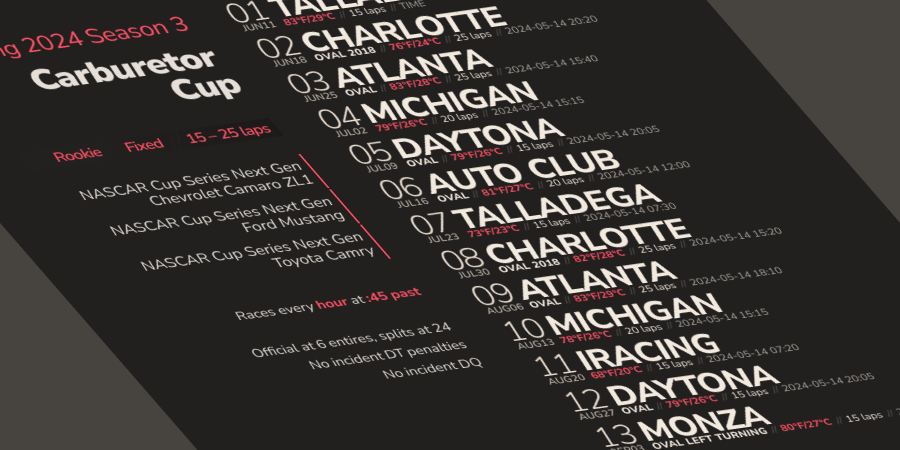 ng 2024 Season 3
Carburetor
Cup
Rookie Fixed 15–25 laps
NASCAR Cup Series Next Gen
Chevrolet Camaro ZL1
NASCAR Cup Series Next Gen
Ford Mustang
NASCAR Cup Series Next Gen
Toyota Camry
Races every hour at :45 past
Official at 6 entires, splits at 24
No incident DT penalties
No incident DQ
01
JUN11 83°F/29°C // 15 laps // TIME
02 CHARLOTTE
JUN18 OVAL 2018 // 76°F/24°C // 25 laps // 2024-05-14 20:20
03 ATLANTA
JUN25 OVAL // 83°F/28°C // 25 laps // 2024-05-14 15:40
04 MICHIGAN
JUL02 79°F/26°C // 20 laps // 2024-05-14 15:15
05 DAYTONA
JUL09 OVAL // 79°F/26°C // 15 laps // 2024-05-14 20:05
06 AUTO CLUB
JUL16 OVAL // 81°F/27°C // 20 laps // 2024-05-14 12:00
07 TALLADEGA
JUL23 73°F/23°C // 15 laps // 2024-05-14 07:30
08 CHARLOTTE
JUL30 OVAL 2018 // 82°F/28°C // 25 laps // 2024-05-14 15:20
09 ATLANTA
AUG06 OVAL // 83°F/29°C // 25 laps // 2024-05-14 18:10
10 MICHIGAN
AUG13 78°F/26°C // 20 laps // 2024-05-14 15:15
11 IRACING
AUG20 68°F/20°C // 15 laps // 2024-05-14 07:20
12 DAYTONA
AUG27 OVAL // 79°F/26°C // 15 laps // 2024-05-14 20:05
13 MONZA
OVAL LEFT TURNING // 80°F/27°C // 15 laps //